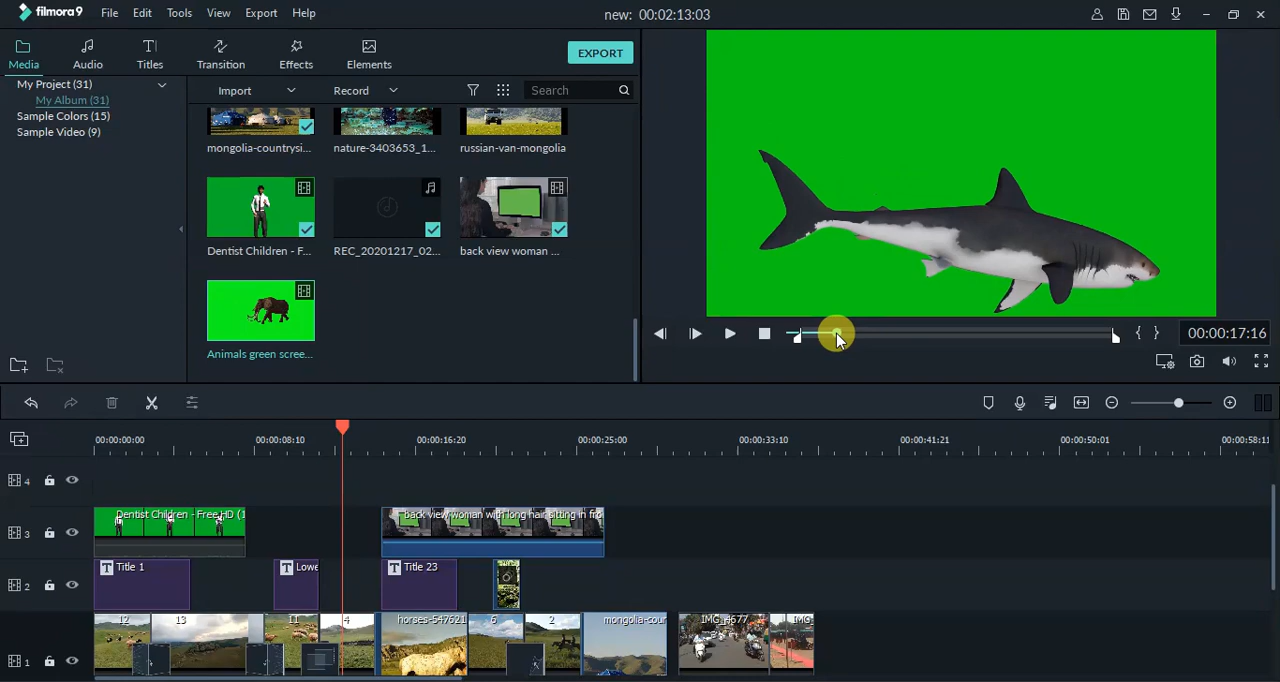 filmora9 File Edit Tools View Export Help new: 00:02:13:03
Media Audio Titles Transition Effects Elements EXPORT
My Project (31)
My Album (31)
Sample Colors (15)
Sample Video (9)
Import Record Search
mongolia-countrysi... nature-3403653_1... russian-van-mongolia
Dentist Children - F... REC_20201217_02... back view woman ...
Animals green scree...
00:00:17:16
00:00:00:00 00:00:08:10 00:00:16:20 00:00:25:00 00:00:33:10 00:00:41:21 00:00:50:01 00:00:58:11
4
3 Dentist Children - Free HD (1 back view woman with long hair sitting in fro
2 T Title 1 T Lowe T Title 23
1 12 13 11 4 horses-547621 6 2 mongolia-cour IMG_4677 IMG